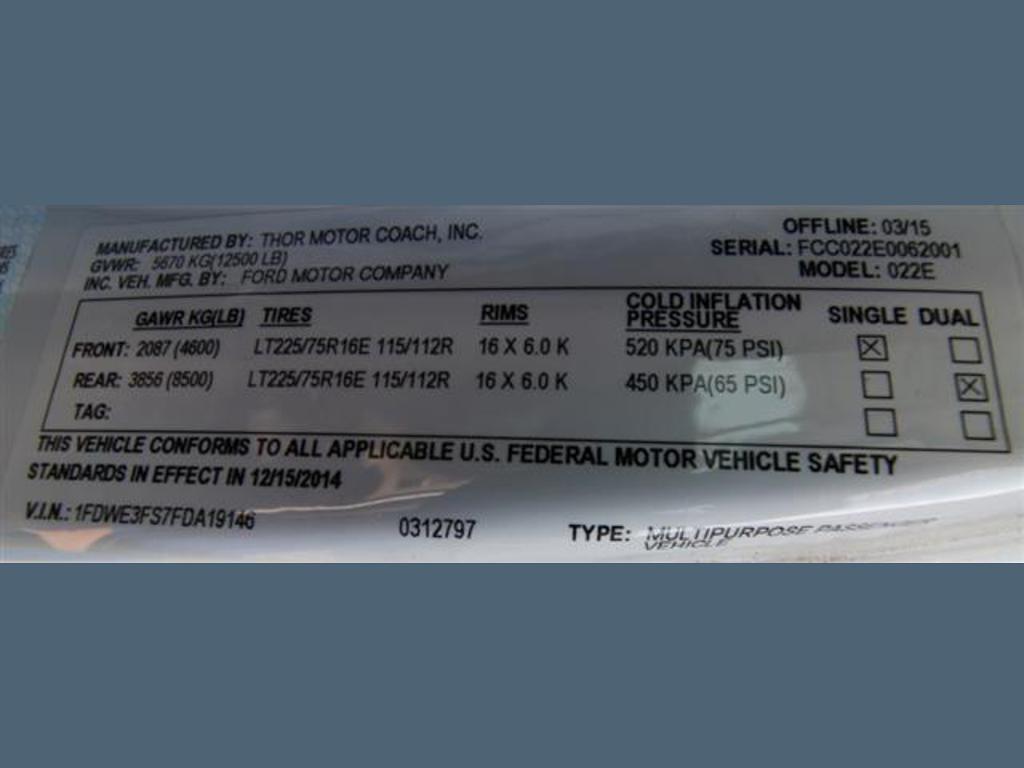 MANUFACTURED BY: THOR MOTOR COACH, INC.
GVWR: 5670 KG(12500 LB)
INC. VEH. MFG. BY: FORD MOTOR COMPANY
OFFLINE: 03/15
SERIAL: FCC022E0062001
MODEL: 022E
GAWR KG(LB) TIRES RIMS COLD INFLATION PRESSURE SINGLE DUAL
FRONT: 2087 (4600) LT225/75R16E 115/112R 16 X 6.0 K 520 KPA(75 PSI)
REAR: 3856 (8500) LT225/75R16E 115/112R 16 X 6.0 K 450 KPA(65 PSI)
TAG:
THIS VEHICLE CONFORMS TO ALL APPLICABLE U.S. FEDERAL MOTOR VEHICLE SAFETY
STANDARDS IN EFFECT IN 12/15/2014
V.I.N.: 1FDWE3FS7FDA19146 0312797 TYPE: MULTIPURPOSE PASSENGER
VEHICLE